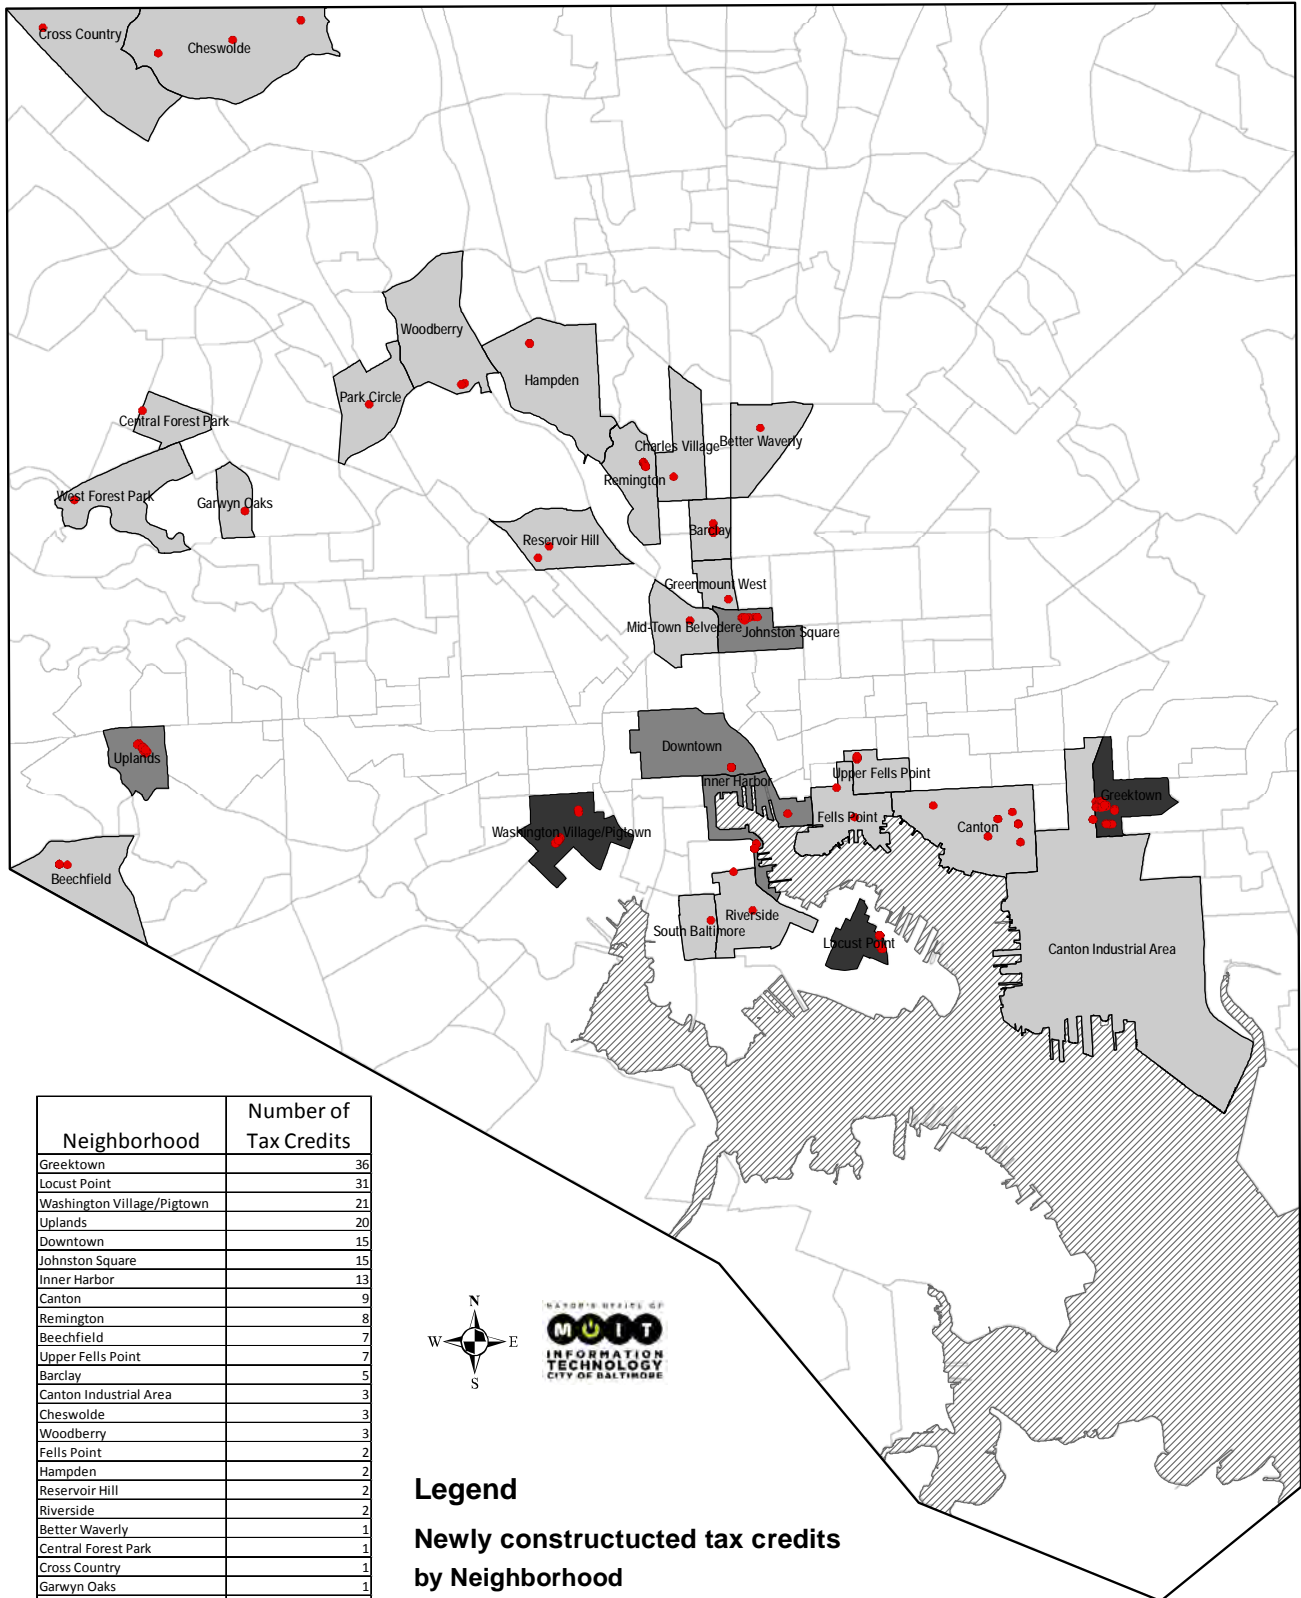 Cross Country
Cheswolde
Woodberry
Hampden
Park Circle
Central Forest Park
Charles Village
Better Waverly
Remington
West Forest Park
Garwyn Oaks
Barclay
Reservoir Hill
Greenmount West
Mid-Town Belvedere
Johnston Square
Downtown
Uplands
Upper Fells Point
Inner Harbor
Greektown
Fells Point
Canton
Washington Village/Pigtown
Beechfield
Riverside
South Baltimore
Locust Point
Canton Industrial Area
Neighborhood Number of Tax Credits
Greektown 36
Locust Point 31
Washington Village/Pigtown 21
Uplands 20
Downtown 15
Johnston Square 15
Inner Harbor 13
Canton 9
Remington 8
Beechfield 7
Upper Fells Point 7
Barclay 5
Canton Industrial Area 3
Cheswolde 3
Woodberry 3
Fells Point 2
Hampden 2
Reservoir Hill 2
Riverside 2
Better Waverly 1
Central Forest Park 1
Cross Country 1
Garwyn Oaks 1
N
W E
S
MAYOR'S OFFICE OF
MOIT
INFORMATION
TECHNOLOGY
CITY OF BALTIMORE
Legend
Newly constructucted tax credits
by Neighborhood